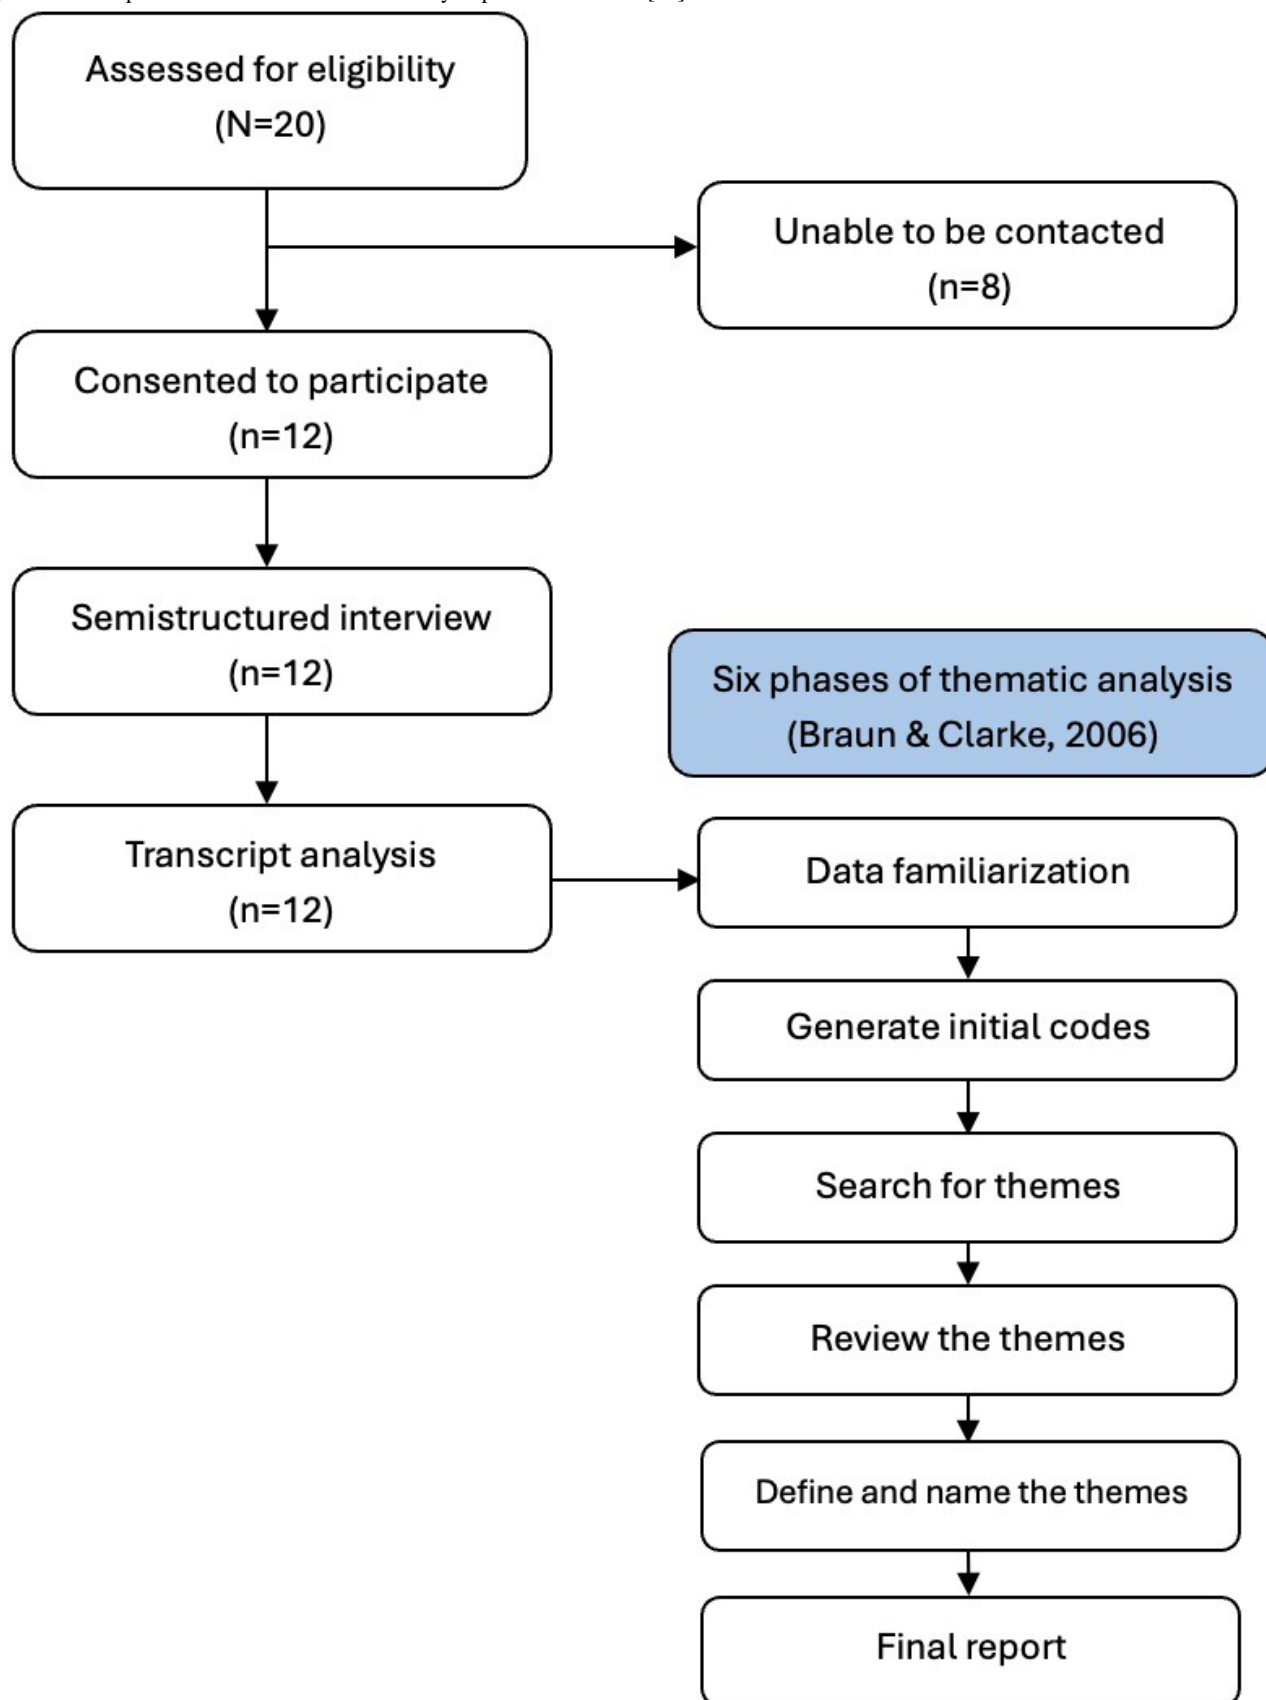 Assessed for eligibility
(N=20)
Unable to be contacted
(n=8)
Consented to participate
(n=12)
Semistructured interview
(n=12)
Six phases of thematic analysis
(Braun & Clarke, 2006)
Transcript analysis
(n=12)
Data familiarization
Generate initial codes
Search for themes
Review the themes
Define and name the themes
Final report